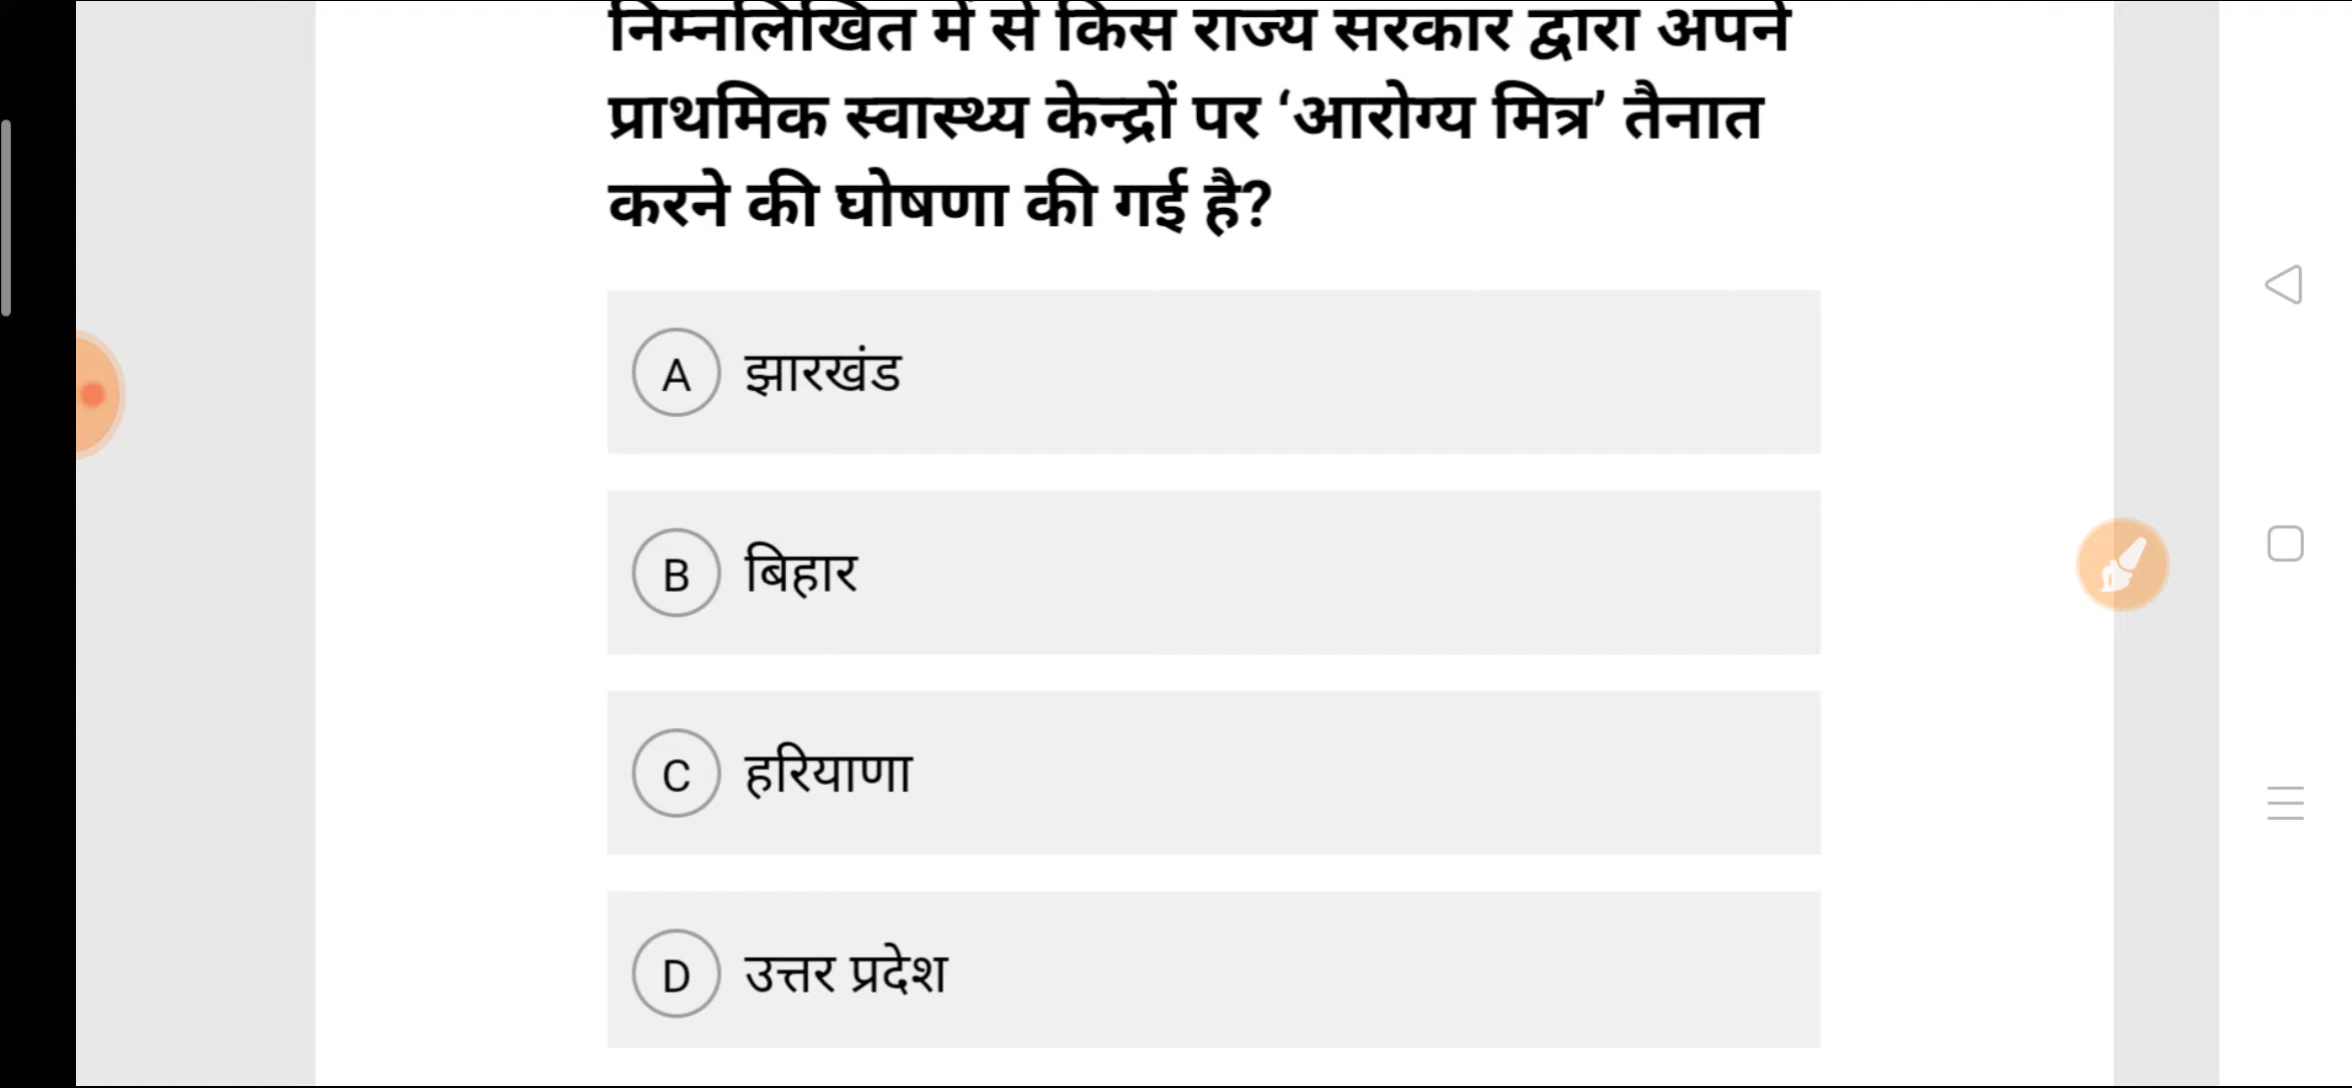 निम्नलिखित में से किस राज्य सरकार द्वारा अपने
प्राथमिक स्वास्थ्य केन्द्रों पर ‘आरोग्य मित्र’ तैनात
करने की घोषणा की गई है?
A झारखंड
B बिहार
C हरियाणा
D उत्तर प्रदेश